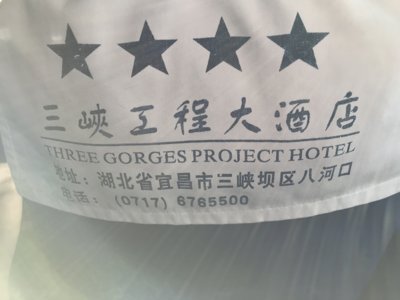 三峡工程大酒店
THREE GORGES PROJECT HOTEL
地址：湖北省宜昌市三峡坝区八河口
电话：(0717) 6765500